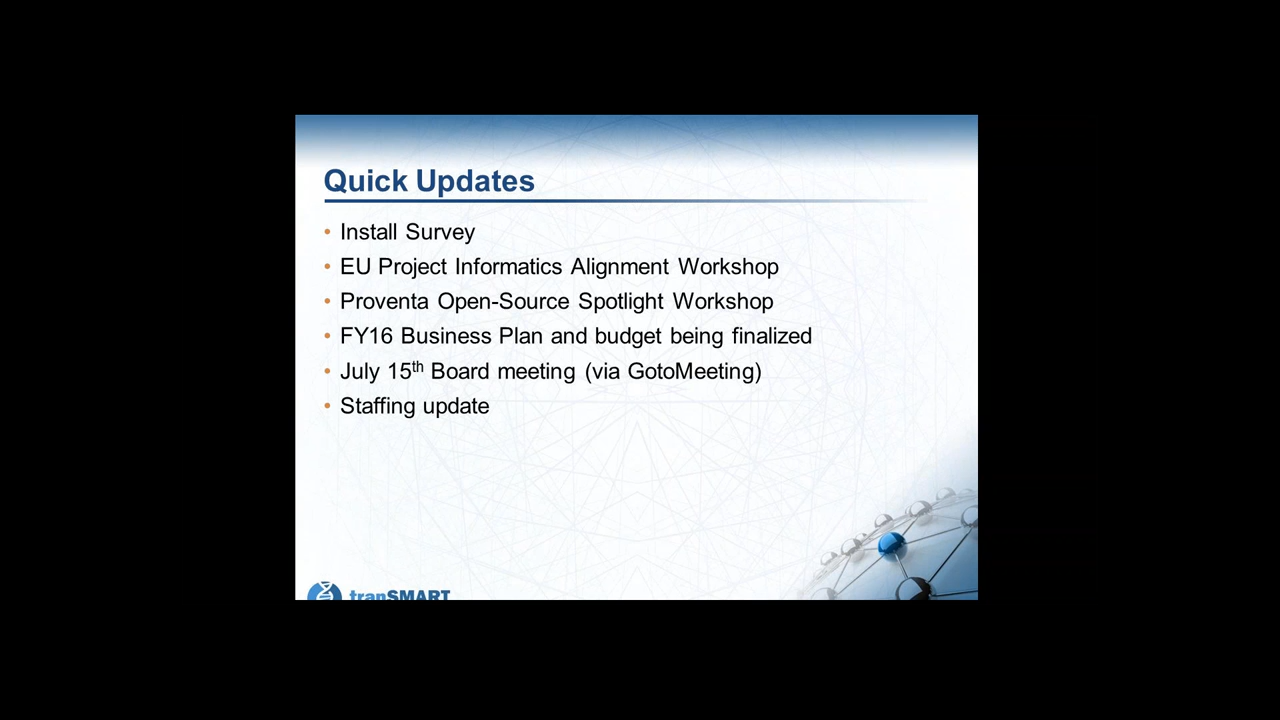 Quick Updates
• Install Survey
• EU Project Informatics Alignment Workshop
• Proventa Open-Source Spotlight Workshop
• FY16 Business Plan and budget being finalized
• July 15th Board meeting (via GotoMeeting)
• Staffing update
tranSMART